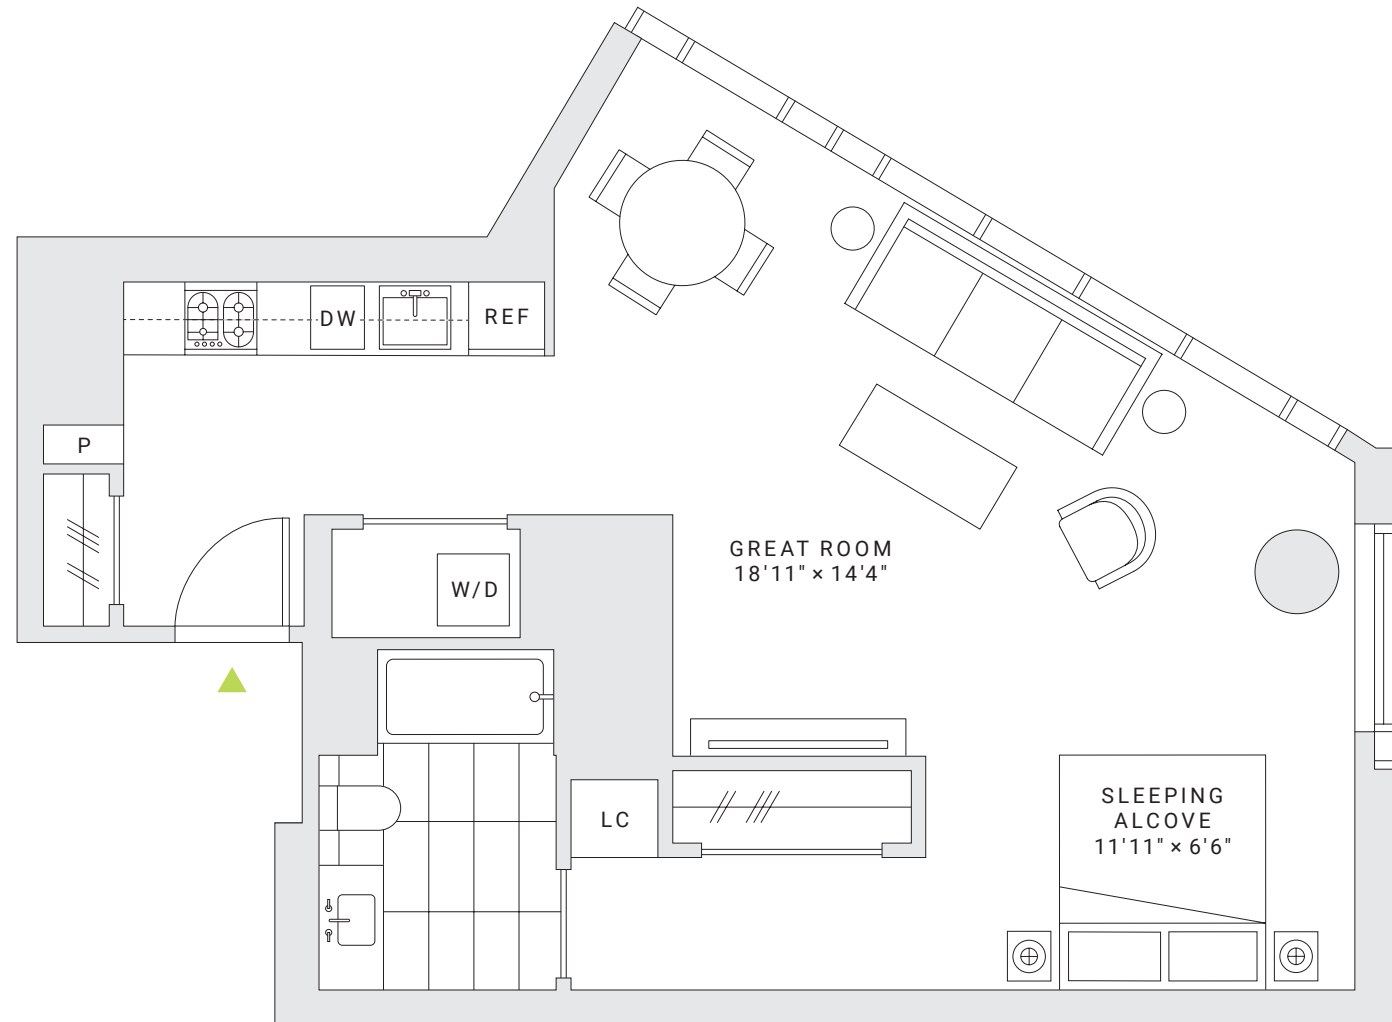 DW
REF
P
W/D
GREAT ROOM
18'11" × 14'4"
LC
SLEEPING
ALCOVE
11'11" × 6'6"